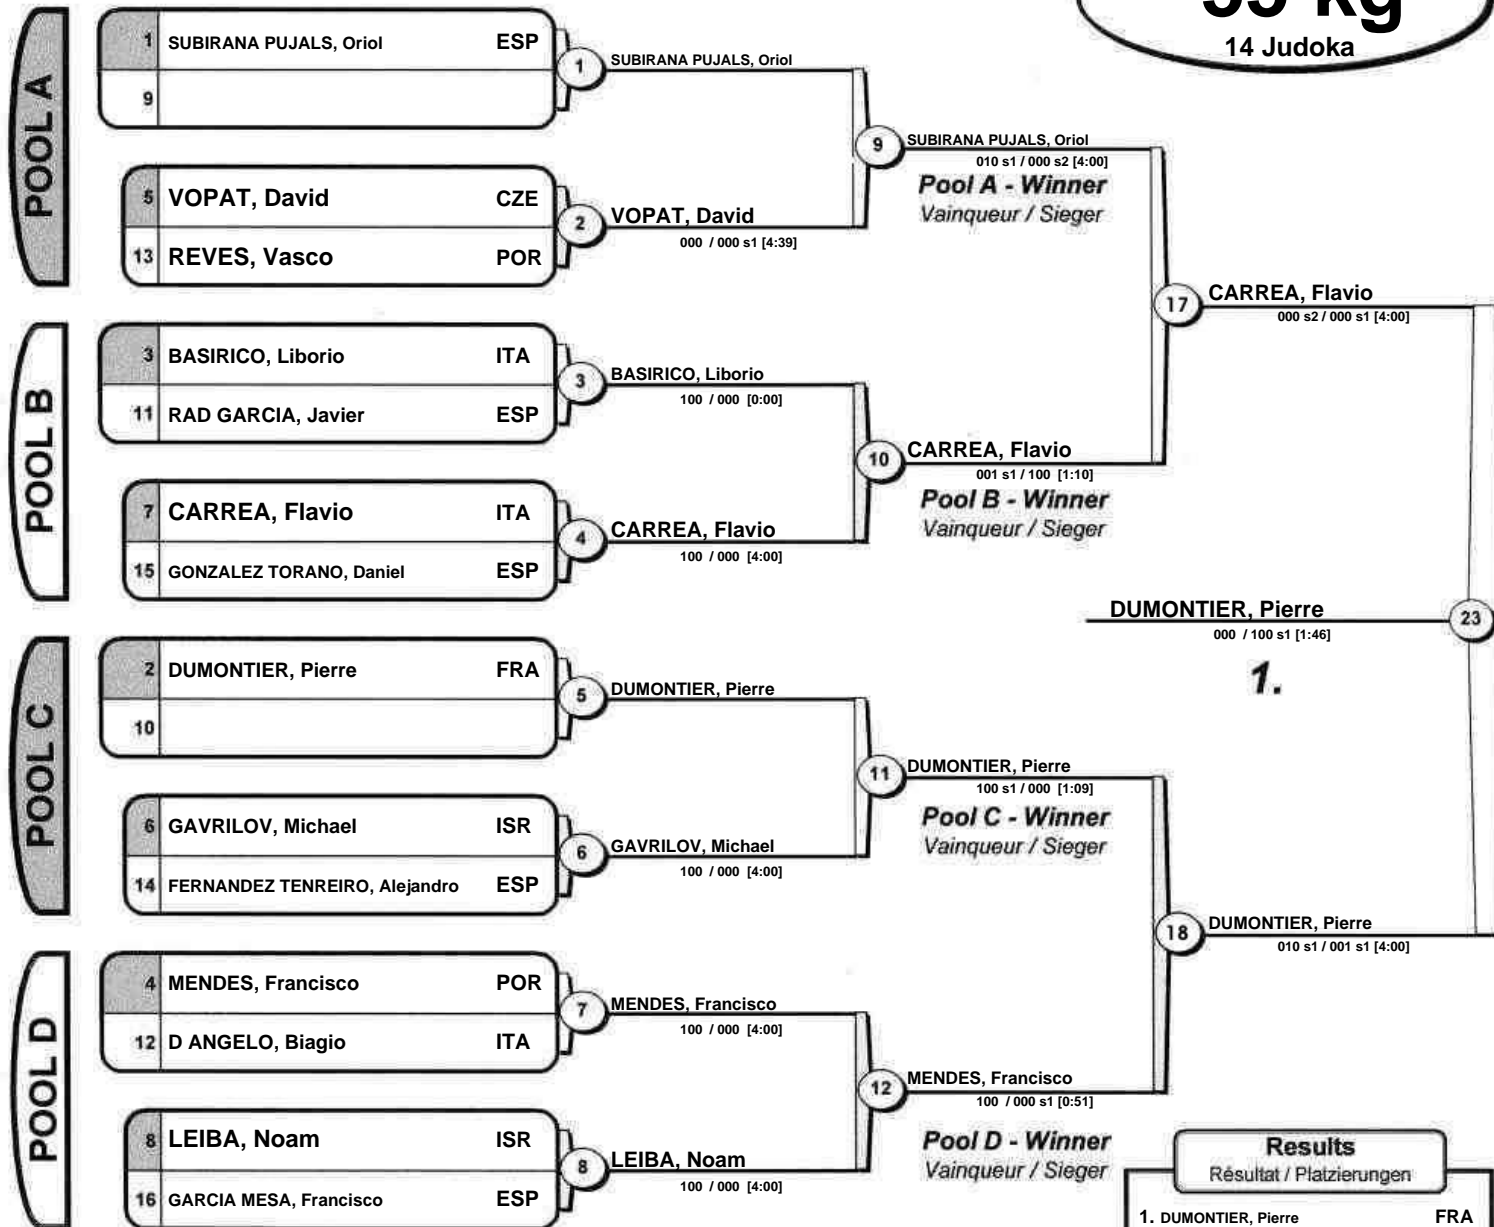 55 kg
14 Judoka
POOL A
1 SUBIRANA PUJALS, Oriol ESP
9
1
SUBIRANA PUJALS, Oriol
5 VOPAT, David CZE
13 REVES, Vasco POR
2
VOPAT, David
000 / 000 s1 [4:39]
9
SUBIRANA PUJALS, Oriol
010 s1 / 000 s2 [4:00]
Pool A - Winner
Vainqueur / Sieger
POOL B
3 BASIRICO, Liborio ITA
11 RAD GARCIA, Javier ESP
3
BASIRICO, Liborio
100 / 000 [0:00]
7 CARREA, Flavio ITA
15 GONZALEZ TORANO, Daniel ESP
4
CARREA, Flavio
100 / 000 [4:00]
10
CARREA, Flavio
001 s1 / 100 [1:10]
Pool B - Winner
Vainqueur / Sieger
17
CARREA, Flavio
000 s2 / 000 s1 [4:00]
DUMONTIER, Pierre
000 / 100 s1 [1:46]
23
1.
POOL C
2 DUMONTIER, Pierre FRA
10
5
DUMONTIER, Pierre
6 GAVRILOV, Michael ISR
14 FERNANDEZ TENREIRO, Alejandro ESP
6
GAVRILOV, Michael
100 / 000 [4:00]
11
DUMONTIER, Pierre
100 s1 / 000 [1:09]
Pool C - Winner
Vainqueur / Sieger
18
DUMONTIER, Pierre
010 s1 / 001 s1 [4:00]
POOL D
4 MENDES, Francisco POR
12 D ANGELO, Biagio ITA
7
MENDES, Francisco
100 / 000 [4:00]
8 LEIBA, Noam ISR
16 GARCIA MESA, Francisco ESP
8
LEIBA, Noam
100 / 000 [4:00]
12
MENDES, Francisco
100 / 000 s1 [0:51]
Pool D - Winner
Vainqueur / Sieger
Results
Résultat / Platzierungen
1. DUMONTIER, Pierre FRA